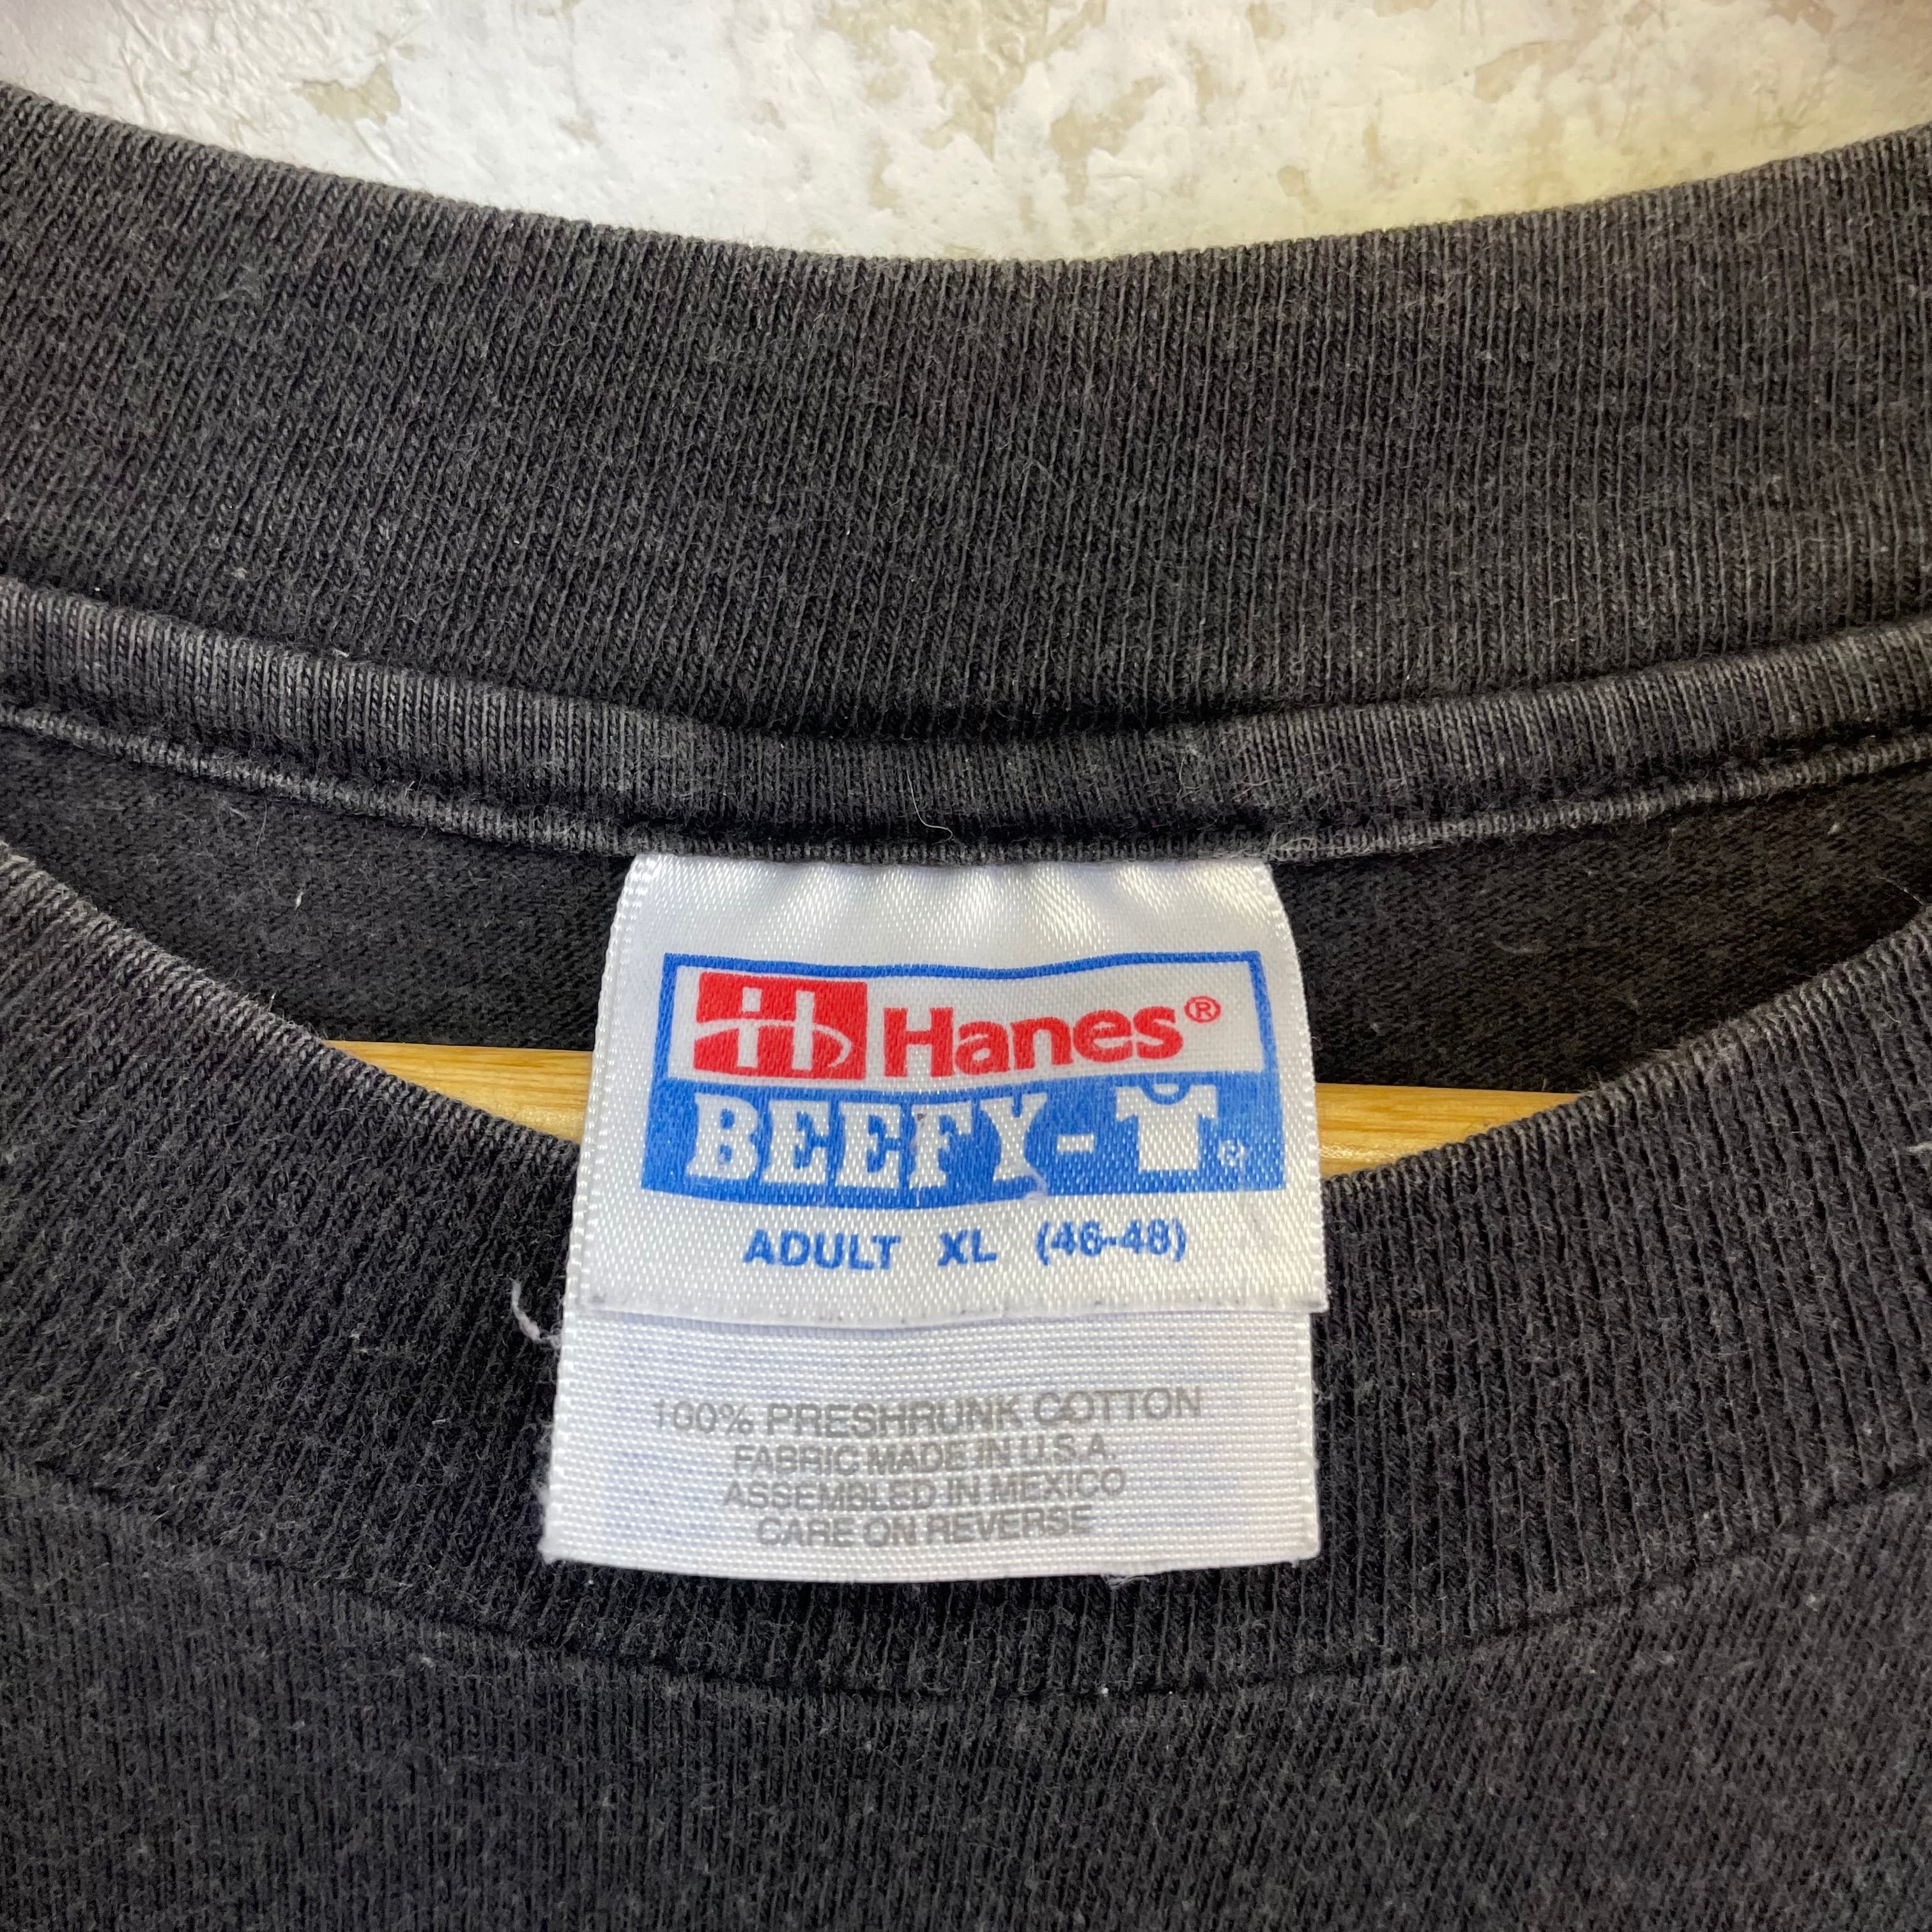 Hanes®
BEEFY-T®
ADULT XL (46-48)
100% PRESHRUNK COTTON
FABRIC MADE IN U.S.A.
ASSEMBLED IN MEXICO
CARE ON REVERSE